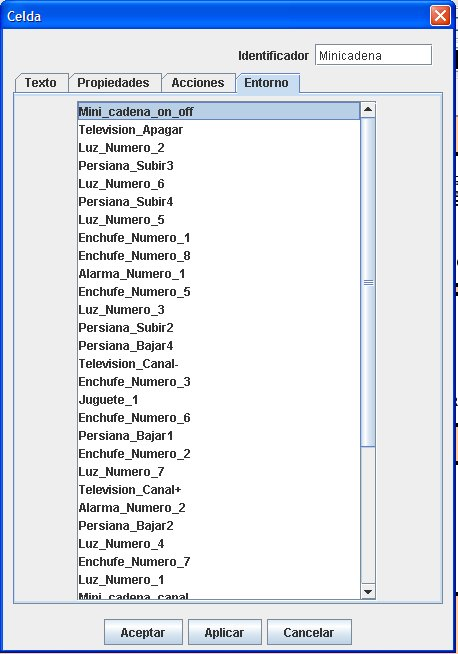 Celda
Identificador Minicadena
Texto Propiedades Acciones Entorno
Mini_cadena_on_off
Television_Apagar
Luz_Numero_2
Persiana_Subir3
Luz_Numero_6
Persiana_Subir4
Luz_Numero_5
Enchufe_Numero_1
Enchufe_Numero_8
Alarma_Numero_1
Enchufe_Numero_5
Luz_Numero_3
Persiana_Subir2
Persiana_Bajar4
Television_Canal-
Enchufe_Numero_3
Juguete_1
Enchufe_Numero_6
Persiana_Bajar1
Enchufe_Numero_2
Luz_Numero_7
Television_Canal+
Alarma_Numero_2
Persiana_Bajar2
Luz_Numero_4
Enchufe_Numero_7
Luz_Numero_1
Mini_cadena_canal
Aceptar Aplicar Cancelar